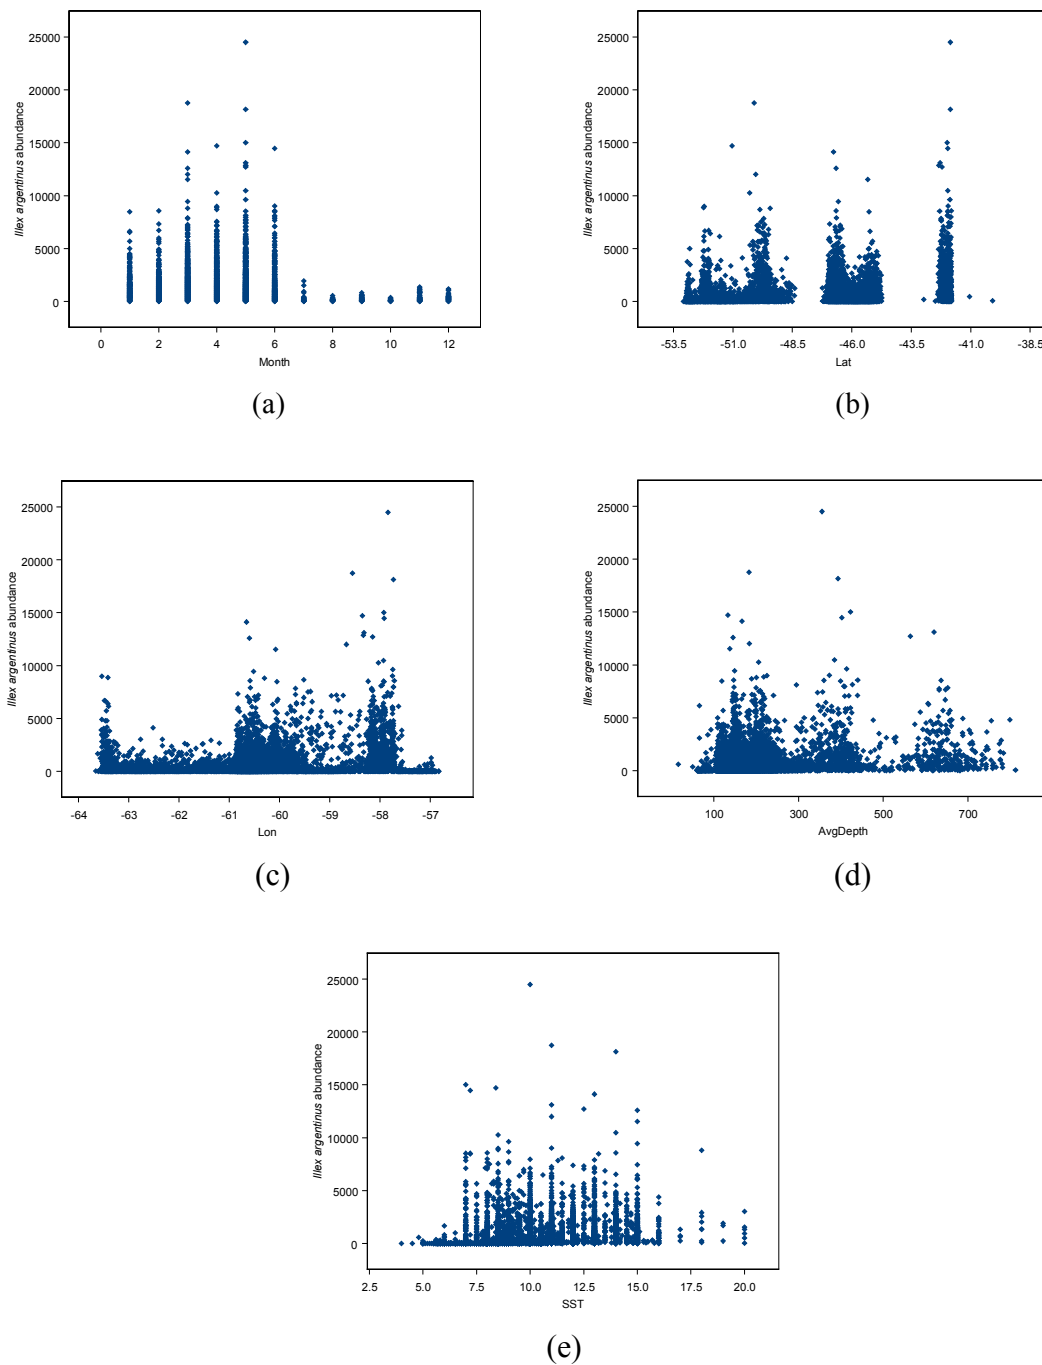 25000
20000
15000
10000
5000
0
Illex argentinus abundance
0 2 4 6 8 10 12
Month
(a)
25000
20000
15000
10000
5000
0
Illex argentinus abundance
-53.5 -51.0 -48.5 -46.0 -43.5 -41.0 -38.5
Lat
(b)
25000
20000
15000
10000
5000
0
Illex argentinus abundance
-64 -63 -62 -61 -60 -59 -58 -57
Lon
(c)
25000
20000
15000
10000
5000
0
Illex argentinus abundance
100 300 500 700
AvgDepth
(d)
25000
20000
15000
10000
5000
0
Illex argentinus abundance
2.5 5.0 7.5 10.0 12.5 15.0 17.5 20.0
SST
(e)